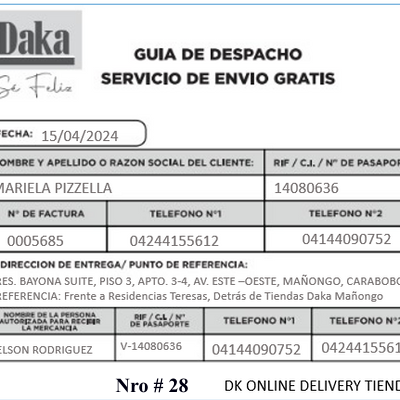 Daka
Sé Feliz
GUIA DE DESPACHO
SERVICIO DE ENVIO GRATIS
FECHA: 15/04/2024
NOMBRE Y APELLIDO O RAZON SOCIAL DEL CLIENTE: RIF / C.I. / N° DE PASAPO
MARIELA PIZZELLA 14080636
N° DE FACTURA TELEFONO N°1 TELEFONO N°2
0005685 04244155612 04144090752
DIRECCION DE ENTREGA/ PUNTO DE REFERENCIA:
RES. BAYONA SUITE, PISO 3, APTO. 3-4, AV. ESTE –OESTE, MAÑONGO, CARABOBO
REFERENCIA: Frente a Residencias Teresas, Detrás de Tiendas Daka Mañongo
NOMBRE DE LA PERSONA AUTORIZADA PARA RECIBIR LA MERCANCIA RIF / C.I. / N° DE PASAPORTE TELEFONO N°1 TELEFONO N°2
ELSON RODRIGUEZ V-14080636 04144090752 0424415561
Nro # 28 DK ONLINE DELIVERY TIEND